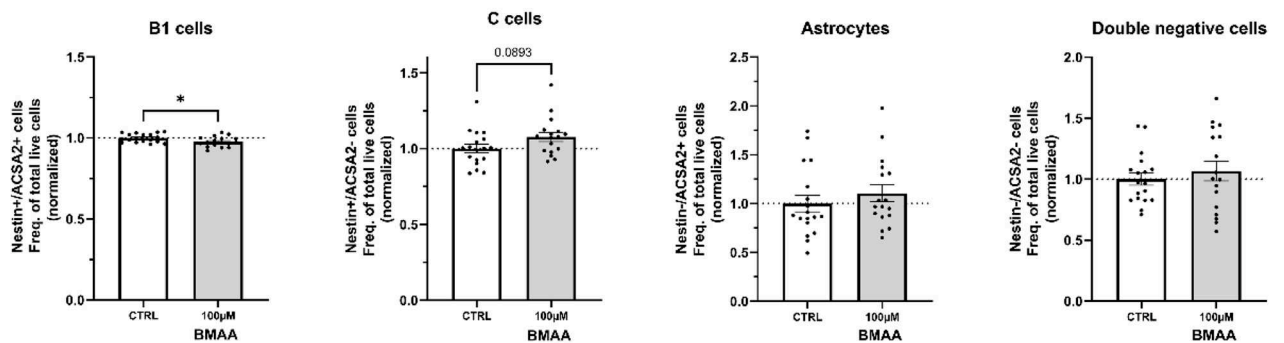 B1 cells
Nestin+/ACSA2+ cells
Freq. of total live cells
(normalized)
1.5
1.0
0.5
0.0
*
CTRL
100µM
BMAA
C cells
Nestin+/ACSA2- cells
Freq. of total live cells
(normalized)
1.5
1.0
0.5
0.0
0.0893
CTRL
100µM
BMAA
Astrocytes
Nestin-/ACSA2+ cells
Freq. of total live cells
(normalized)
2.5
2.0
1.5
1.0
0.5
0.0
CTRL
100µM
BMAA
Double negative cells
Nestin-/ACSA2- cells
Freq. of total live cells
(normalized)
2.0
1.5
1.0
0.5
0.0
CTRL
100µM
BMAA